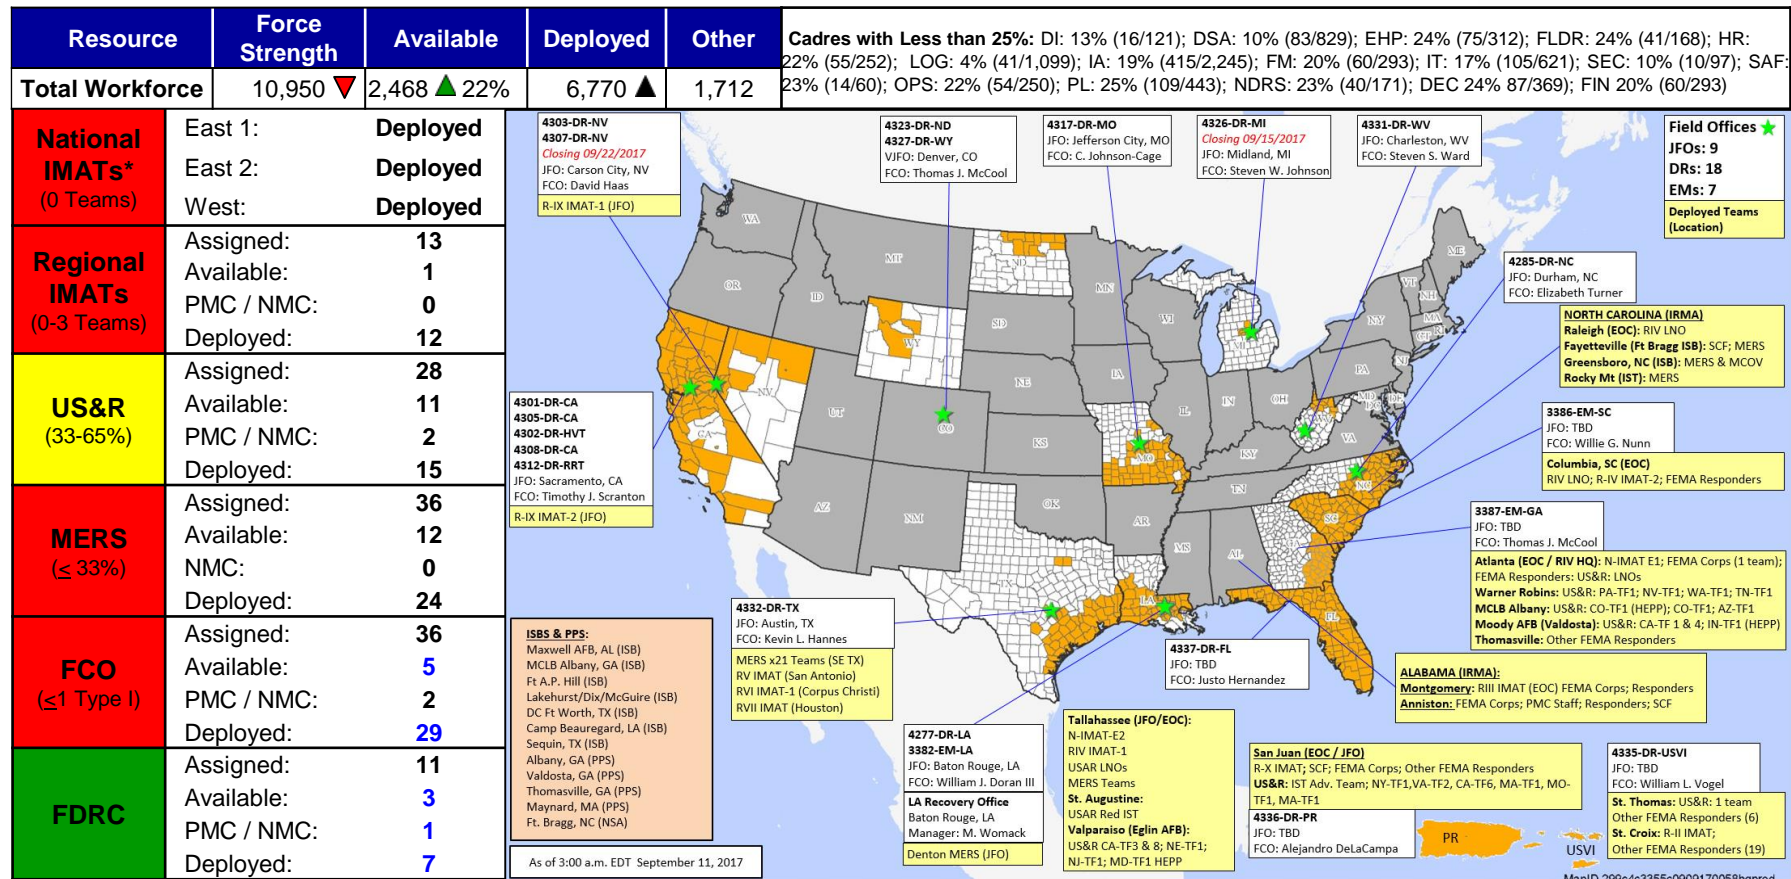 Resource Force Strength Available Deployed Other
Total Workforce 10,950 2,468 22% 6,770 1,712
Cadres with Less than 25%: DI: 13% (16/121); DSA: 10% (83/829); EHP: 24% (75/312); FLDR: 24% (41/168); HR:
22% (55/252); LOG: 4% (41/1,099); IA: 19% (415/2,245); FM: 20% (60/293); IT: 17% (105/621); SEC: 10% (10/97); SAF:
23% (14/60); OPS: 22% (54/250); PL: 25% (109/443); NDRS: 23% (40/171); DEC 24% 87/369); FIN 20% (60/293)
National
IMATs*
(0 Teams)
East 1: Deployed
East 2: Deployed
West: Deployed
Regional
IMATs
(0-3 Teams)
Assigned: 13
Available: 1
PMC / NMC: 0
Deployed: 12
US&R
(33-65%)
Assigned: 28
Available: 11
PMC / NMC: 2
Deployed: 15
MERS
(≤ 33%)
Assigned: 36
Available: 12
NMC: 0
Deployed: 24
FCO
(≤1 Type I)
Assigned: 36
Available: 5
PMC / NMC: 2
Deployed: 29
FDRC
Assigned: 11
Available: 3
PMC / NMC: 1
Deployed: 7
4303-DR-NV
4307-DR-NV
Closing 09/22/2017
JFO: Carson City, NV
FCO: David Haas
R-IX IMAT-1 (JFO)
4323-DR-ND
4327-DR-WY
VJFO: Denver, CO
FCO: Thomas J. McCool
4317-DR-MO
JFO: Jefferson City, MO
FCO: C. Johnson-Cage
4326-DR-MI
Closing 09/15/2017
JFO: Midland, MI
FCO: Steven W. Johnson
4331-DR-WV
JFO: Charleston, WV
FCO: Steven S. Ward
Field Offices
JFOs: 9
DRs: 18
EMs: 7
Deployed Teams
(Location)
4285-DR-NC
JFO: Durham, NC
FCO: Elizabeth Turner
NORTH CAROLINA (IRMA)
Raleigh (EOC): RIV LNO
Fayetteville (Ft Bragg ISB): SCF; MERS
Greensboro, NC (ISB): MERS & MCOV
Rocky Mt (IST): MERS
4301-DR-CA
4305-DR-CA
4302-DR-HVT
4308-DR-CA
4312-DR-RRT
JFO: Sacramento, CA
FCO: Timothy J. Scranton
R-IX IMAT-2 (JFO)
3386-EM-SC
JFO: TBD
FCO: Willie G. Nunn
Columbia, SC (EOC)
RIV LNO; R-IV IMAT-2; FEMA Responders
3387-EM-GA
JFO: TBD
FCO: Thomas J. McCool
Atlanta (EOC / RIV HQ): N-IMAT E1; FEMA Corps (1 team);
FEMA Responders: US&R: LNOs
Warner Robins: US&R: PA-TF1; NV-TF1; WA-TF1; TN-TF1
MCLB Albany: US&R: CO-TF1 (HEPP); CO-TF1; AZ-TF1
Moody AFB (Valdosta): US&R: CA-TF 1 & 4; IN-TF1 (HEPP)
Thomasville: Other FEMA Responders
ALABAMA (IRMA):
Montgomery: RIII IMAT (EOC) FEMA Corps; Responders
Anniston: FEMA Corps; PMC Staff; Responders; SCF
4332-DR-TX
JFO: Austin, TX
FCO: Kevin L. Hannes
MERS x21 Teams (SE TX)
RV IMAT (San Antonio)
RVI IMAT-1 (Corpus Christi)
RVII IMAT (Houston)
ISBS & PPS:
Maxwell AFB, AL (ISB)
MCLB Albany, GA (ISB)
Ft A.P. Hill (ISB)
Lakehurst/Dix/McGuire (ISB)
DC Ft Worth, TX (ISB)
Camp Beauregard, LA (ISB)
Sequin, TX (ISB)
Albany, GA (PPS)
Valdosta, GA (PPS)
Thomasville, GA (PPS)
Maynard, MA (PPS)
Ft. Bragg, NC (NSA)
As of 3:00 a.m. EDT September 11, 2017
4277-DR-LA
3382-EM-LA
JFO: Baton Rouge, LA
FCO: William J. Doran III
LA Recovery Office
Baton Rouge, LA
Manager: M. Womack
Denton MERS (JFO)
4337-DR-FL
JFO: TBD
FCO: Justo Hernandez
Tallahassee (JFO/EOC):
N-IMAT-E2
RIV IMAT-1
USAR LNOs
MERS Teams
St. Augustine:
USAR Red IST
Valparaiso (Eglin AFB):
US&R CA-TF3 & 8; NE-TF1;
NJ-TF1; MD-TF1 HEPP
San Juan (EOC / JFO)
R-X IMAT; SCF; FEMA Corps; Other FEMA Responders
US&R: IST Adv. Team; NY-TF1,VA-TF2, CA-TF6, MA-TF1, MO-
TF1, MA-TF1
4336-DR-PR
JFO: TBD
FCO: Alejandro DeLaCampa
4335-DR-USVI
JFO: TBD
FCO: William L. Vogel
St. Thomas: US&R: 1 team
Other FEMA Responders (6)
St. Croix: R-II IMAT;
Other FEMA Responders (19)
PR
USVI
WA
OR
ID
MT
ND
SD
MN
WI
MI
WY
NE
IA
NV
UT
CO
KS
MO
IL
IN
OH
PA
NY
VT
NH
ME
MA
CT
R
NJ
DE
MD
DC
WV
VA
KY
TN
NC
SC
CA
AZ
NM
OK
AR
TX
LA
MS
AL
GA
FL